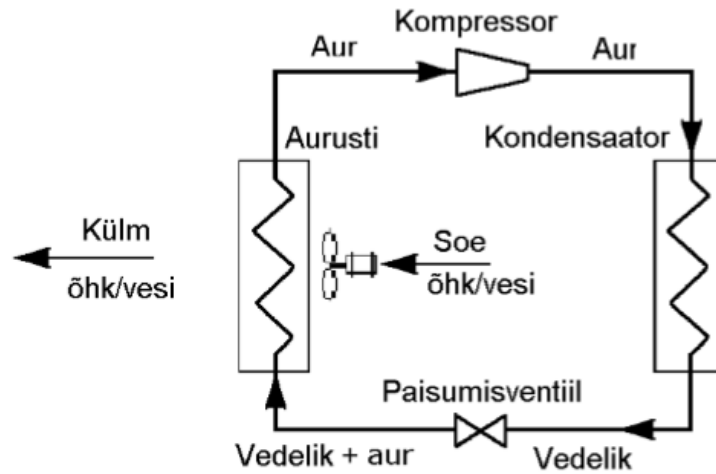 Kompressor
Aur
Aur
Aurusti
Kondensaator
Külm
õhk/vesi
Soe
õhk/vesi
Paisumisventiil
Vedelik + aur
Vedelik